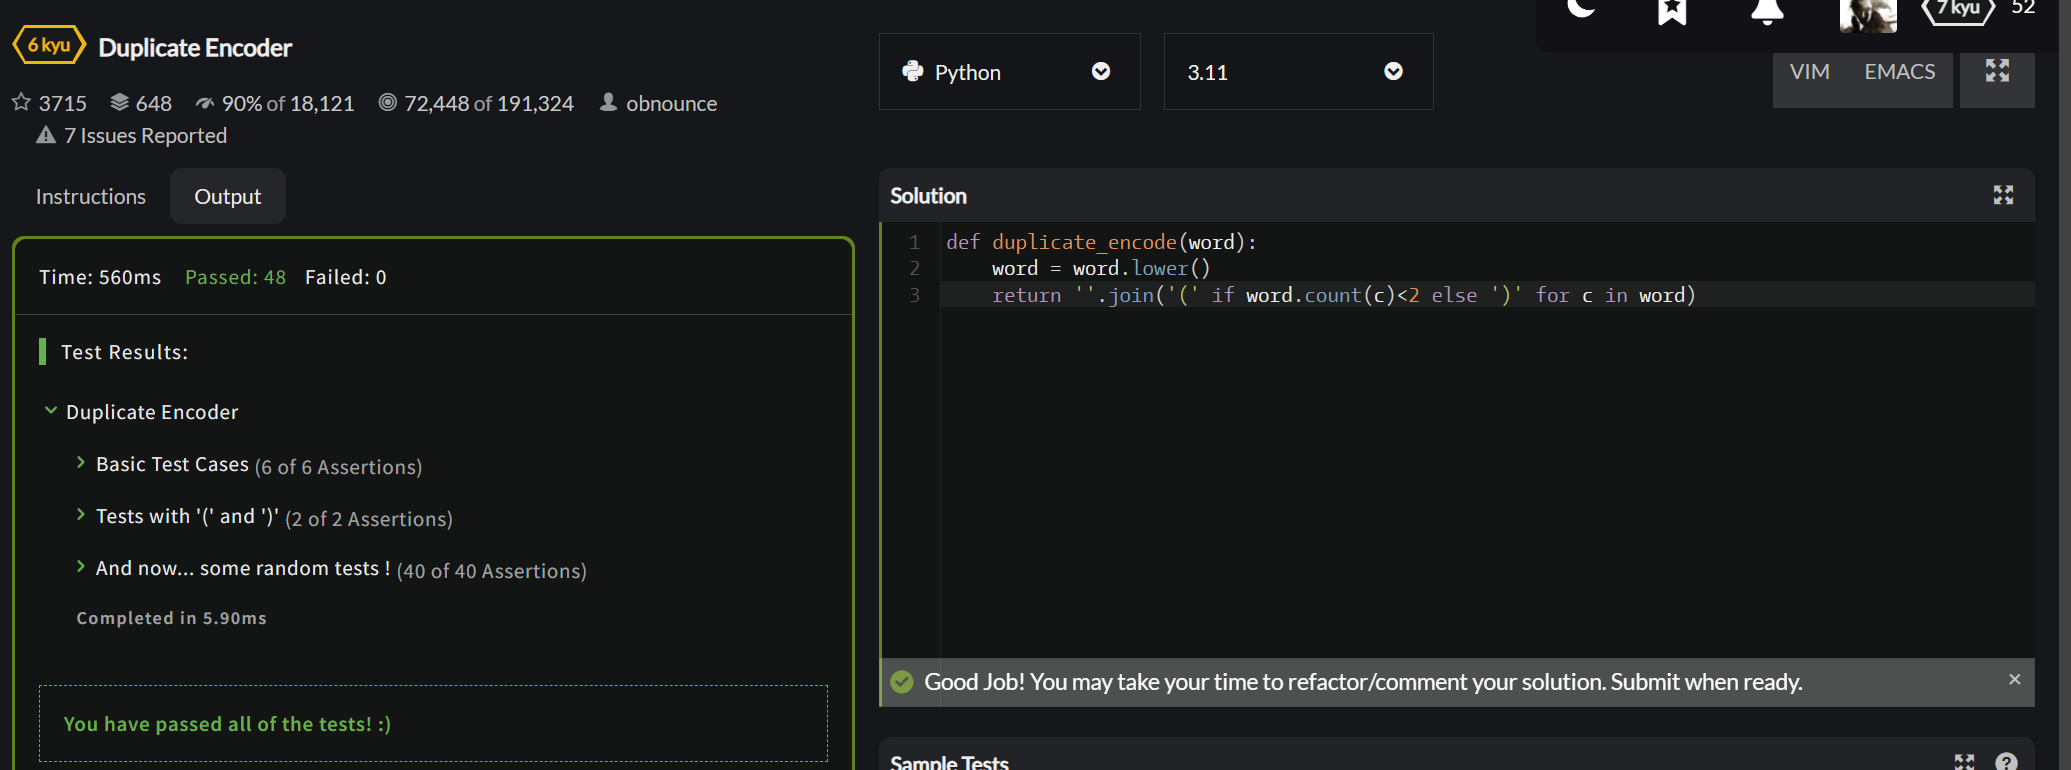 6 kyu Duplicate Encoder
3715 648 90% of 18,121 72,448 of 191,324 obnounce
7 Issues Reported
Instructions Output
Time: 560ms Passed: 48 Failed: 0
Test Results:
Duplicate Encoder
Basic Test Cases (6 of 6 Assertions)
Tests with '(' and ')' (2 of 2 Assertions)
And now... some random tests ! (40 of 40 Assertions)
Completed in 5.90ms
You have passed all of the tests! :)
7 kyu 52
Python 3.11 VIM EMACS
Solution
1 def duplicate_encode(word):
2 word = word.lower()
3 return ''.join('(' if word.count(c)<2 else ')' for c in word)
Good Job! You may take your time to refactor/comment your solution. Submit when ready. ×
Sample Tests ?